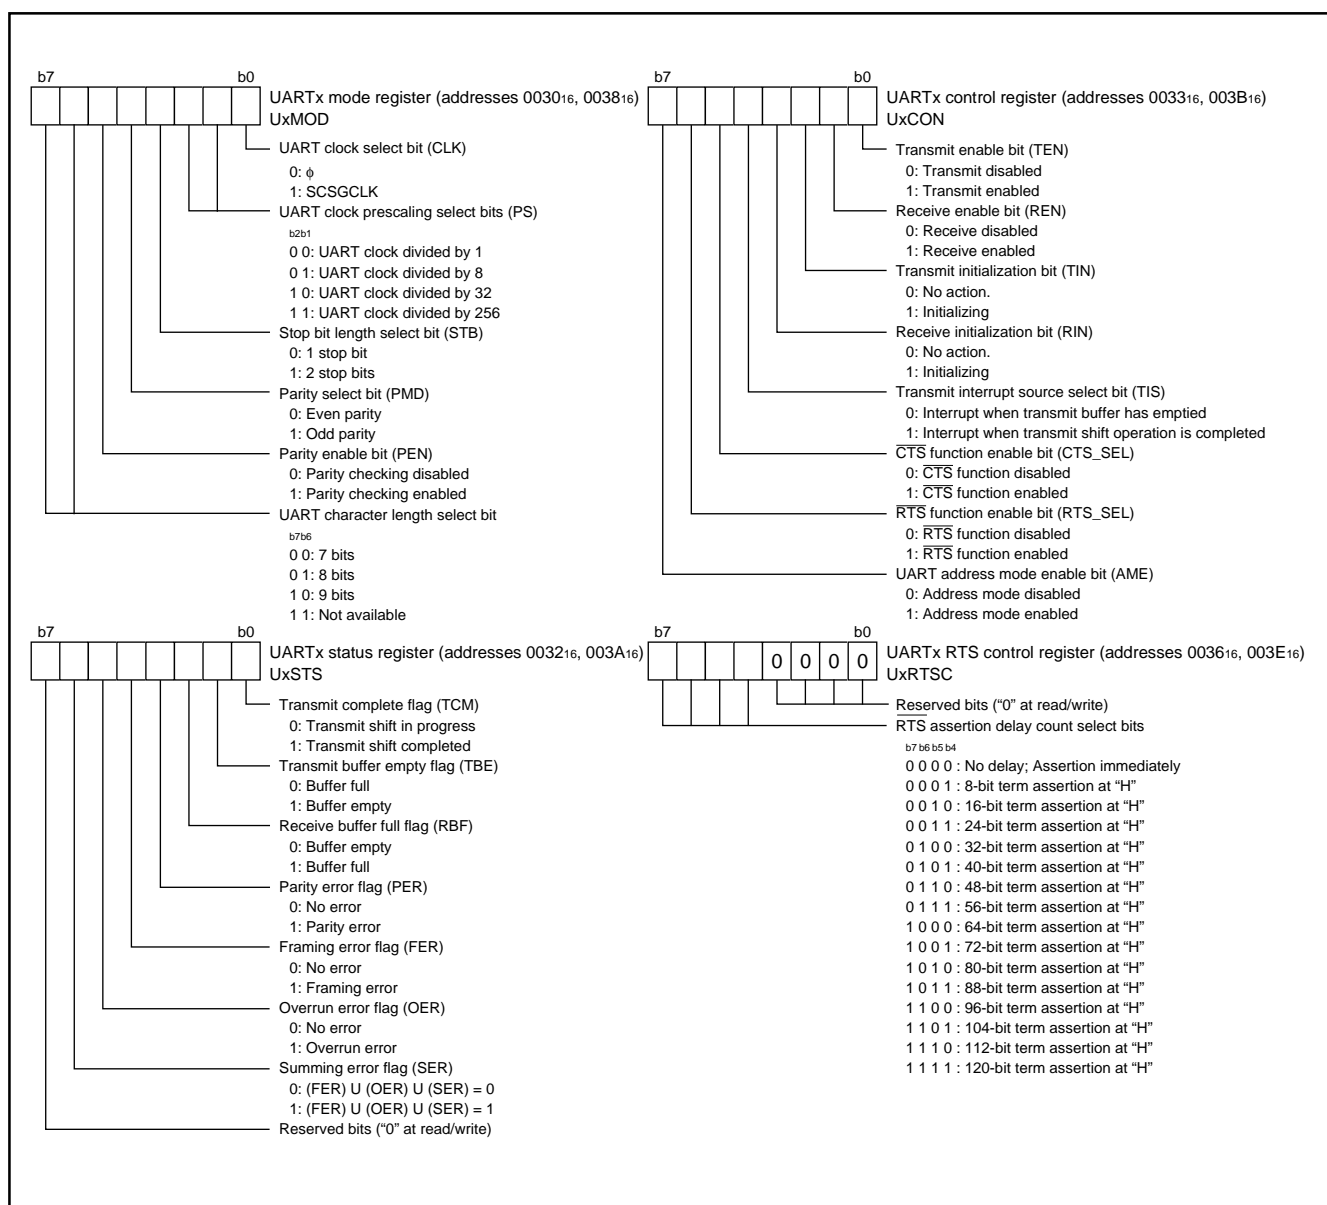 b7 b0
UARTx mode register (addresses 0030₁₆, 0038₁₆)
UxMOD
UART clock select bit (CLK)
0: ϕ
1: SCSGCLK
UART clock prescaling select bits (PS)
b2b1
0 0: UART clock divided by 1
0 1: UART clock divided by 8
1 0: UART clock divided by 32
1 1: UART clock divided by 256
Stop bit length select bit (STB)
0: 1 stop bit
1: 2 stop bits
Parity select bit (PMD)
0: Even parity
1: Odd parity
Parity enable bit (PEN)
0: Parity checking disabled
1: Parity checking enabled
UART character length select bit
b7b6
0 0: 7 bits
0 1: 8 bits
1 0: 9 bits
1 1: Not available
b7 b0
UARTx control register (addresses 0033₁₆, 003B₁₆)
UxCON
Transmit enable bit (TEN)
0: Transmit disabled
1: Transmit enabled
Receive enable bit (REN)
0: Receive disabled
1: Receive enabled
Transmit initialization bit (TIN)
0: No action.
1: Initializing
Receive initialization bit (RIN)
0: No action.
1: Initializing
Transmit interrupt source select bit (TIS)
0: Interrupt when transmit buffer has emptied
1: Interrupt when transmit shift operation is completed
C̅T̅S̅ function enable bit (CTS_SEL)
0: C̅T̅S̅ function disabled
1: C̅T̅S̅ function enabled
R̅T̅S̅ function enable bit (RTS_SEL)
0: R̅T̅S̅ function disabled
1: R̅T̅S̅ function enabled
UART address mode enable bit (AME)
0: Address mode disabled
1: Address mode enabled
b7 b0
UARTx status register (addresses 0032₁₆, 003A₁₆)
UxSTS
Transmit complete flag (TCM)
0: Transmit shift in progress
1: Transmit shift completed
Transmit buffer empty flag (TBE)
0: Buffer full
1: Buffer empty
Receive buffer full flag (RBF)
0: Buffer empty
1: Buffer full
Parity error flag (PER)
0: No error
1: Parity error
Framing error flag (FER)
0: No error
1: Framing error
Overrun error flag (OER)
0: No error
1: Overrun error
Summing error flag (SER)
0: (FER) U (OER) U (SER) = 0
1: (FER) U (OER) U (SER) = 1
Reserved bits (“0” at read/write)
b7 b0
0 0 0 0
UARTx RTS control register (addresses 0036₁₆, 003E₁₆)
UxRTSC
Reserved bits (“0” at read/write)
R̅T̅S̅ assertion delay count select bits
b7 b6 b5 b4
0 0 0 0 : No delay; Assertion immediately
0 0 0 1 : 8-bit term assertion at “H”
0 0 1 0 : 16-bit term assertion at “H”
0 0 1 1 : 24-bit term assertion at “H”
0 1 0 0 : 32-bit term assertion at “H”
0 1 0 1 : 40-bit term assertion at “H”
0 1 1 0 : 48-bit term assertion at “H”
0 1 1 1 : 56-bit term assertion at “H”
1 0 0 0 : 64-bit term assertion at “H”
1 0 0 1 : 72-bit term assertion at “H”
1 0 1 0 : 80-bit term assertion at “H”
1 0 1 1 : 88-bit term assertion at “H”
1 1 0 0 : 96-bit term assertion at “H”
1 1 0 1 : 104-bit term assertion at “H”
1 1 1 0 : 112-bit term assertion at “H”
1 1 1 1 : 120-bit term assertion at “H”